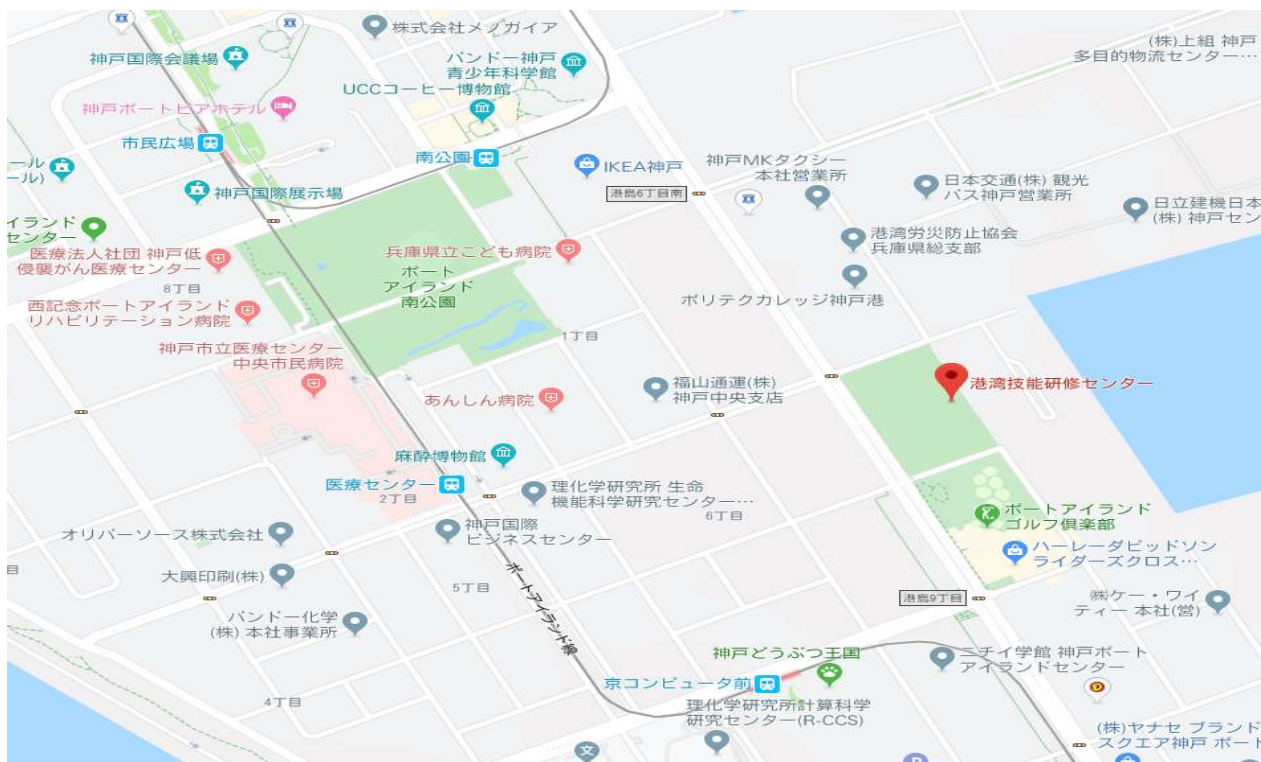 株式会社メガガイア
(株)上組 神戸
多目的物流センター…
神戸国際会議場
バンドー神戸
青少年科学館
UCCコーヒー博物館
神戸ポートピアホテル
市民広場
南公園
IKEA神戸
神戸MKタクシー
本社営業所
ール
ール)
神戸国際展示場
港島6丁目南
日本交通(株) 観光
バス神戸営業所
日立建機日本
(株) 神戸セン
イランド
センター
港湾労災防止協会
兵庫県総支部
医療法人社団 神戸低
侵襲がん医療センター
兵庫県立こども病院
ポート
アイランド
南公園
8丁目
ポリテクカレッジ神戸港
西記念ポートアイランド
リハビリテーション病院
1丁目
神戸市立医療センター
中央市民病院
福山通運(株)
神戸中央支店
港湾技能研修センター
あんしん病院
麻酔博物館
医療センター
2丁目
理化学研究所 生命
機能科学研究センター…
6丁目
ポートアイランド
ゴルフ倶楽部
オリバーソース株式会社
神戸国際
ビジネスセンター
ハーレーダビッドソン
ライダーズクロス…
目
大興印刷(株)
5丁目
ポートアイランド線
港島9丁目
㈱ケー・ワイ
ティー 本社(営)
バンドー化学
(株) 本社事業所
神戸どうぶつ王国
ニチイ学館 神戸ポート
アイランドセンター
京コンピュータ前
4丁目
理化学研究所計算科学
研究センター(R-CCS)
文
(株)ヤナセ ブランド
スクエア神戸 ポート